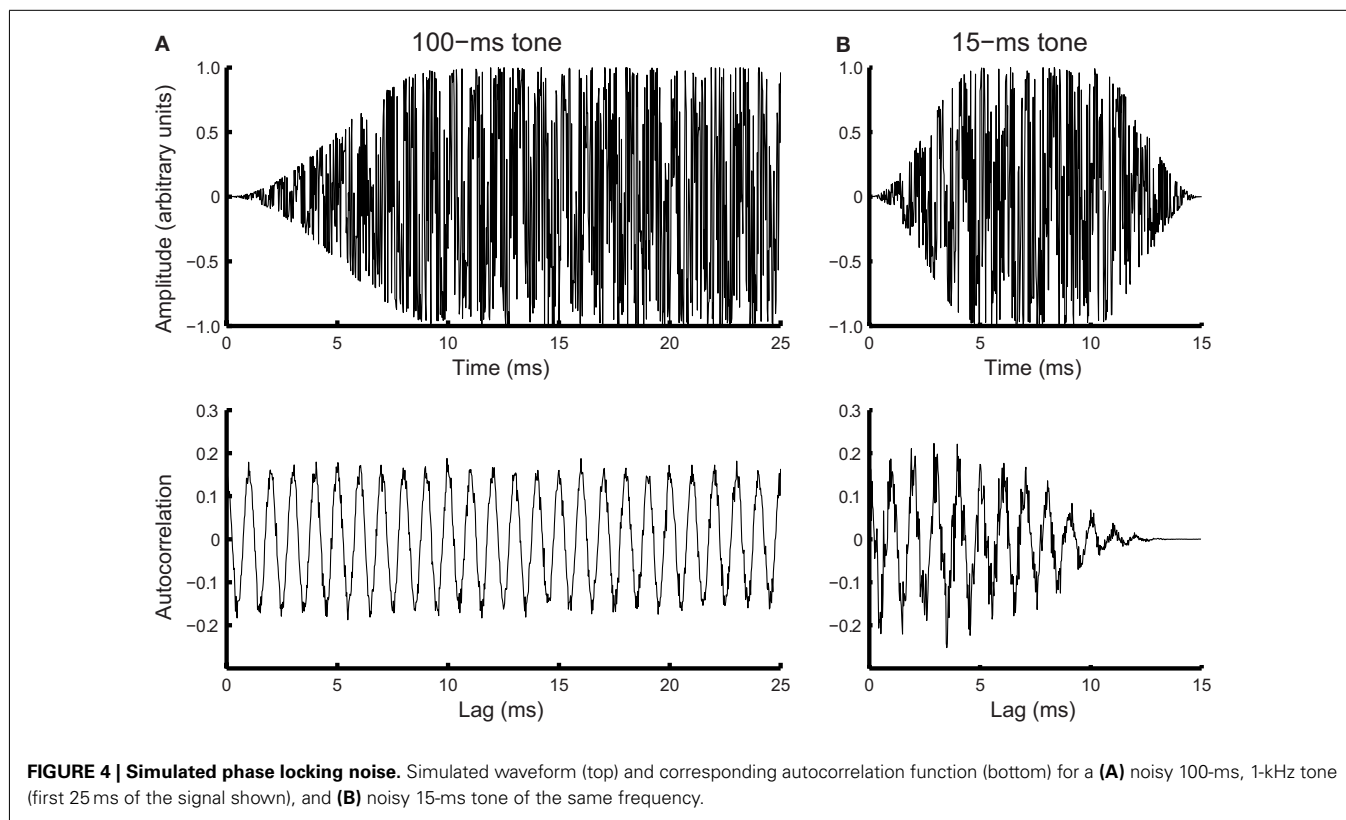 A 100−ms tone
B 15−ms tone
Amplitude (arbitrary units)
1.0
0.5
0
−0.5
−1.0
0 5 10 15 20 25
Time (ms)
1.0
0.5
0
−0.5
−1.0
0 5 10 15
Time (ms)
Autocorrelation
0.3
0.2
0.1
0
−0.1
−0.2
0 5 10 15 20 25
Lag (ms)
0.3
0.2
0.1
0
−0.1
−0.2
0 5 10 15
Lag (ms)
FIGURE 4 | Simulated phase locking noise. Simulated waveform (top) and corresponding autocorrelation function (bottom) for a (A) noisy 100-ms, 1-kHz tone
(first 25 ms of the signal shown), and (B) noisy 15-ms tone of the same frequency.